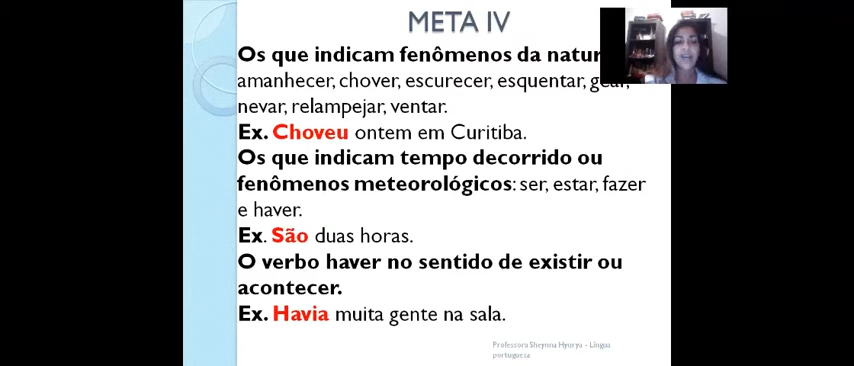 META IV
Os que indicam fenômenos da natur
amanhecer, chover, escurecer, esquentar, gear,
nevar, relampejar, ventar.
Ex. Choveu ontem em Curitiba.
Os que indicam tempo decorrido ou
fenômenos meteorológicos: ser, estar, fazer
e haver.
Ex. São duas horas.
O verbo haver no sentido de existir ou
acontecer.
Ex. Havia muita gente na sala.
Professora Sheynna Hyurya - Língua
portuguesa